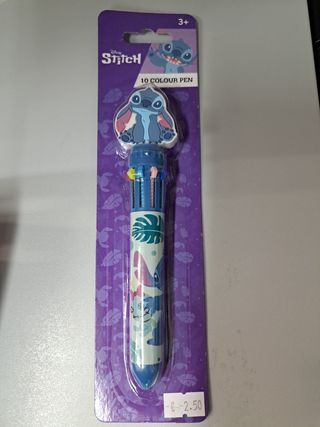 3+
Disney
STiTCH
10 COLOUR PEN
-€-2.50